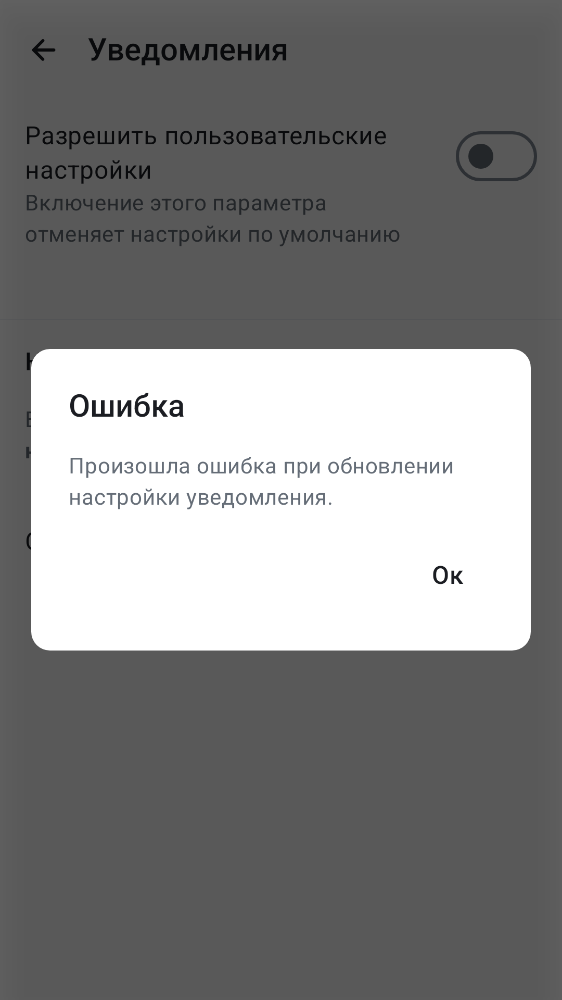 Уведомления
Разрешить пользовательские
настройки
Включение этого параметра
отменяет настройки по умолчанию
Ошибка
Произошла ошибка при обновлении
настройки уведомления.
Ок